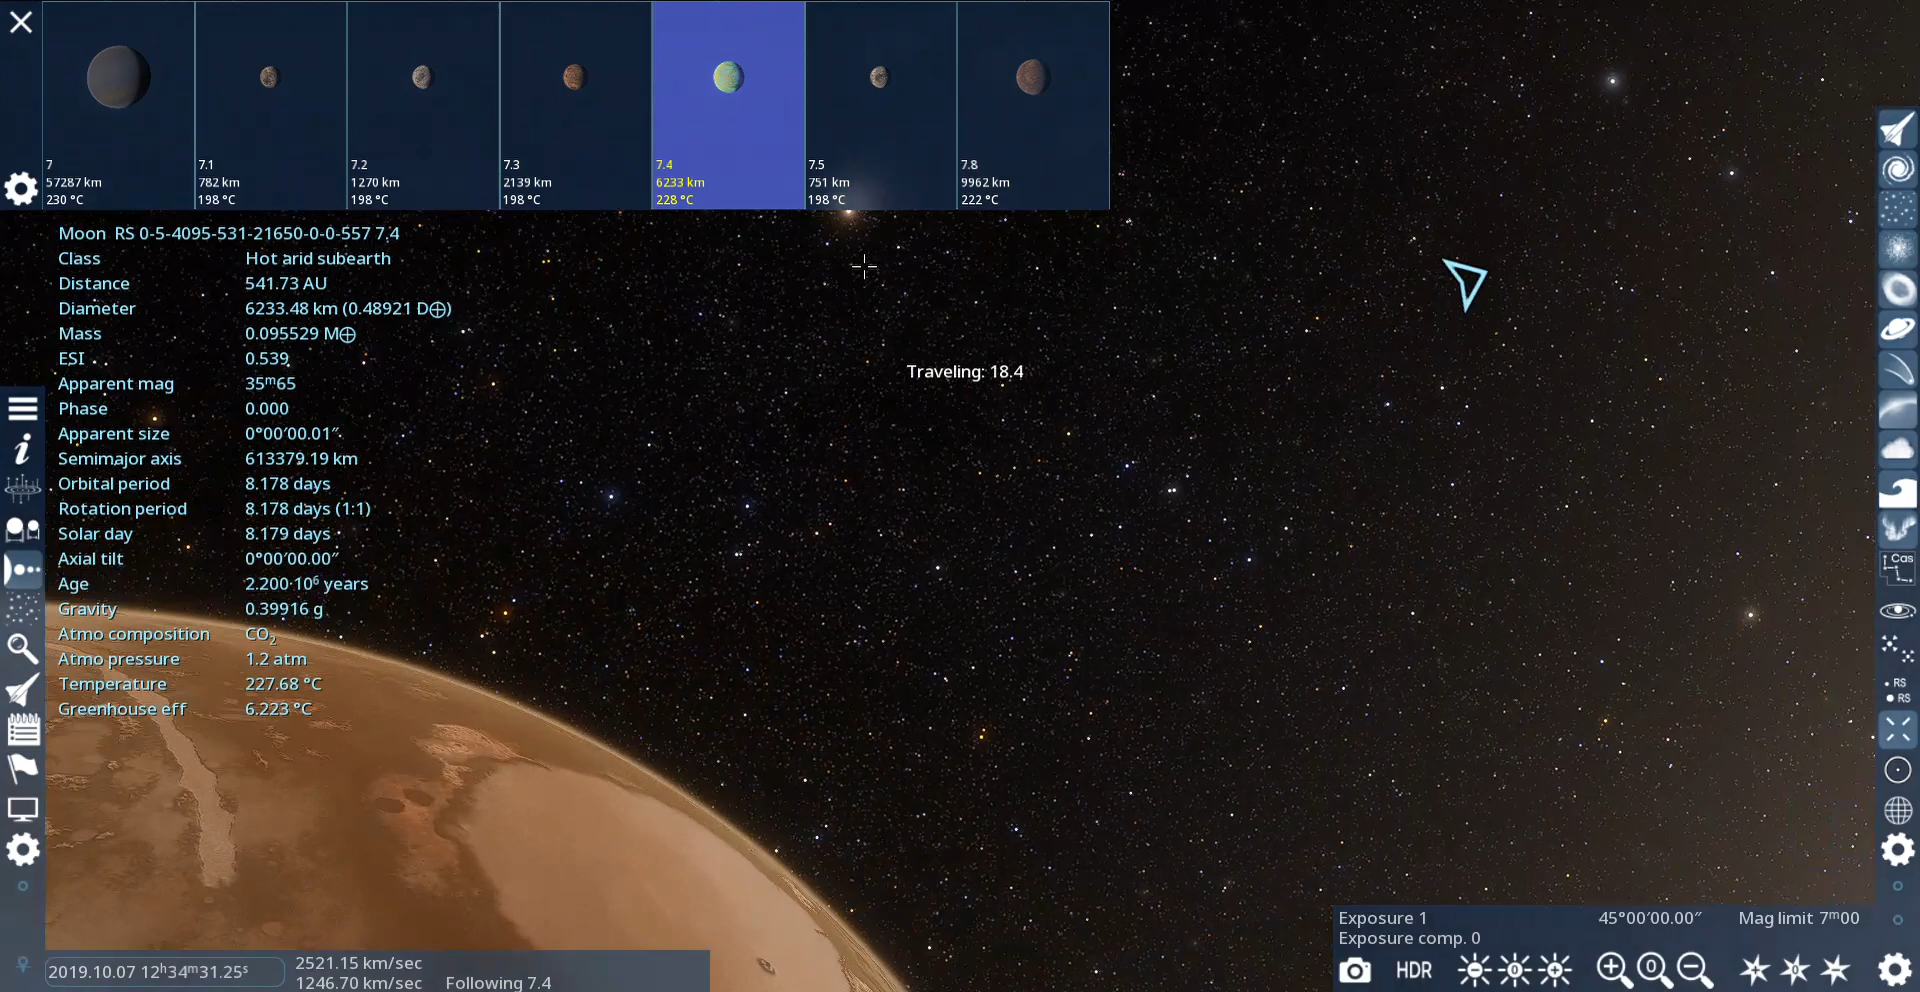 7
57287 km
230 °C
7.1
782 km
198 °C
7.2
1270 km
198 °C
7.3
2139 km
198 °C
7.4
6233 km
228 °C
7.5
751 km
198 °C
7.8
9962 km
222 °C
Moon RS 0-5-4095-531-21650-0-0-557 7.4
Class Hot arid subearth
Distance 541.73 AU
Diameter 6233.48 km (0.48921 D⊕)
Mass 0.095529 M⊕
ESI 0.539
Apparent mag 35ᵐ65
Phase 0.000
Apparent size 0°00′00.01″
Semimajor axis 613379.19 km
Orbital period 8.178 days
Rotation period 8.178 days (1:1)
Solar day 8.179 days
Axial tilt 0°00′00.00″
Age 2.200·10⁶ years
Gravity 0.39916 g
Atmo composition CO₂
Atmo pressure 1.2 atm
Temperature 227.68 °C
Greenhouse eff 6.223 °C
Traveling: 18.4
Cas
RS
RS
2019.10.07 12ʰ34ᵐ31.25ˢ
2521.15 km/sec
1246.70 km/sec Following 7.4
Exposure 1 45°00′00.00″ Mag limit 7ᵐ00
Exposure comp. 0
HDR 0 0 0